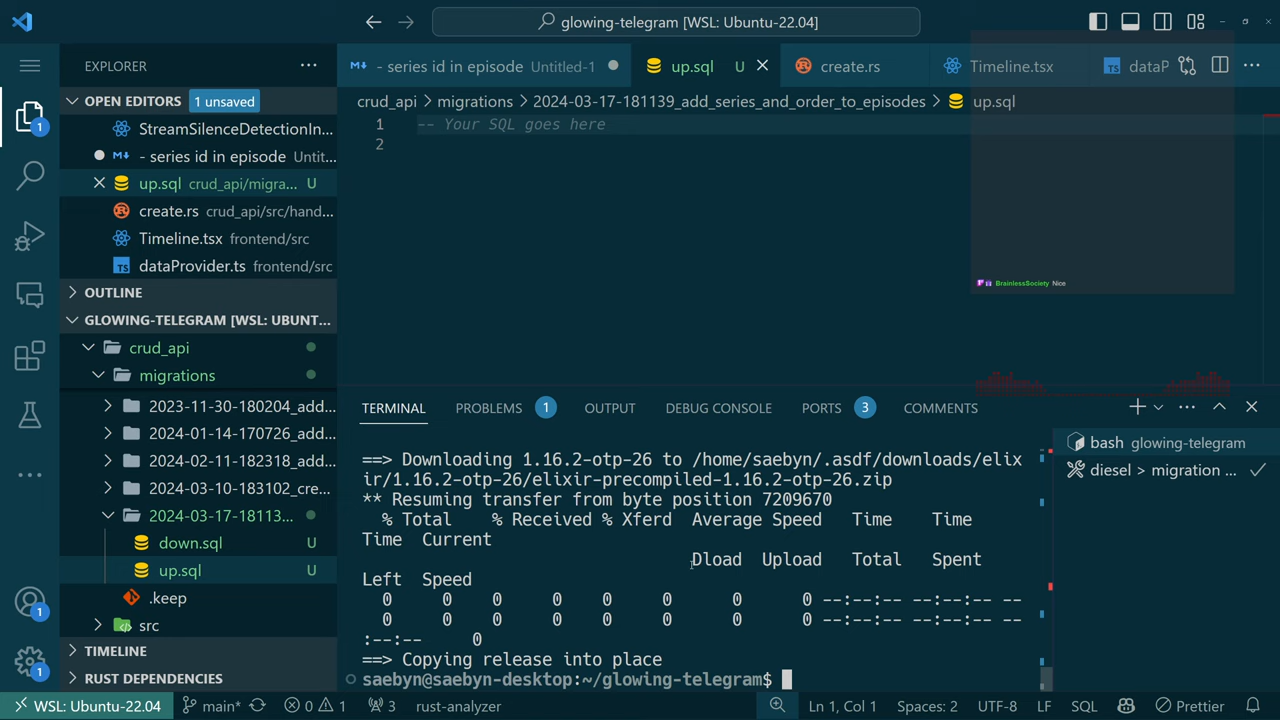 glowing-telegram [WSL: Ubuntu-22.04]
EXPLORER
- series id in episode Untitled-1
up.sql U
create.rs
Timeline.tsx
dataP
OPEN EDITORS 1 unsaved
crud_api
migrations
2024-03-17-181139_add_series_and_order_to_episodes
up.sql
StreamSilenceDetectionIn...
- series id in episode Untit...
up.sql crud_api/migra... U
create.rs crud_api/src/hand...
Timeline.tsx frontend/src
dataProvider.ts frontend/src
1 -- Your SQL goes here
2
BrainlessSociety Nice
OUTLINE
GLOWING-TELEGRAM [WSL: UBUNT...
crud_api
migrations
2023-11-30-180204_add...
2024-01-14-170726_add...
2024-02-11-182318_add...
2024-03-10-183102_cre...
2024-03-17-18113...
down.sql U
up.sql U
.keep
src
TIMELINE
RUST DEPENDENCIES
1
1
1
TERMINAL
PROBLEMS 1
OUTPUT
DEBUG CONSOLE
PORTS 3
COMMENTS
bash glowing-telegram
diesel > migration ...
==> Downloading 1.16.2-otp-26 to /home/saebyn/.asdf/downloads/elix
ir/1.16.2-otp-26/elixir-precompiled-1.16.2-otp-26.zip
** Resuming transfer from byte position 7209670
% Total % Received % Xferd Average Speed Time Time
Time Current
Dload Upload Total Spent
Left Speed
0 0 0 0 0 0 0 0 --:--:-- --:--:-- --
0 0 0 0 0 0 0 0 --:--:-- --:--:-- --
:--:-- 0
==> Copying release into place
saebyn@saebyn-desktop:~/glowing-telegram$
WSL: Ubuntu-22.04
main*
0 1
3
rust-analyzer
Ln 1, Col 1
Spaces: 2
UTF-8
LF
SQL
Prettier